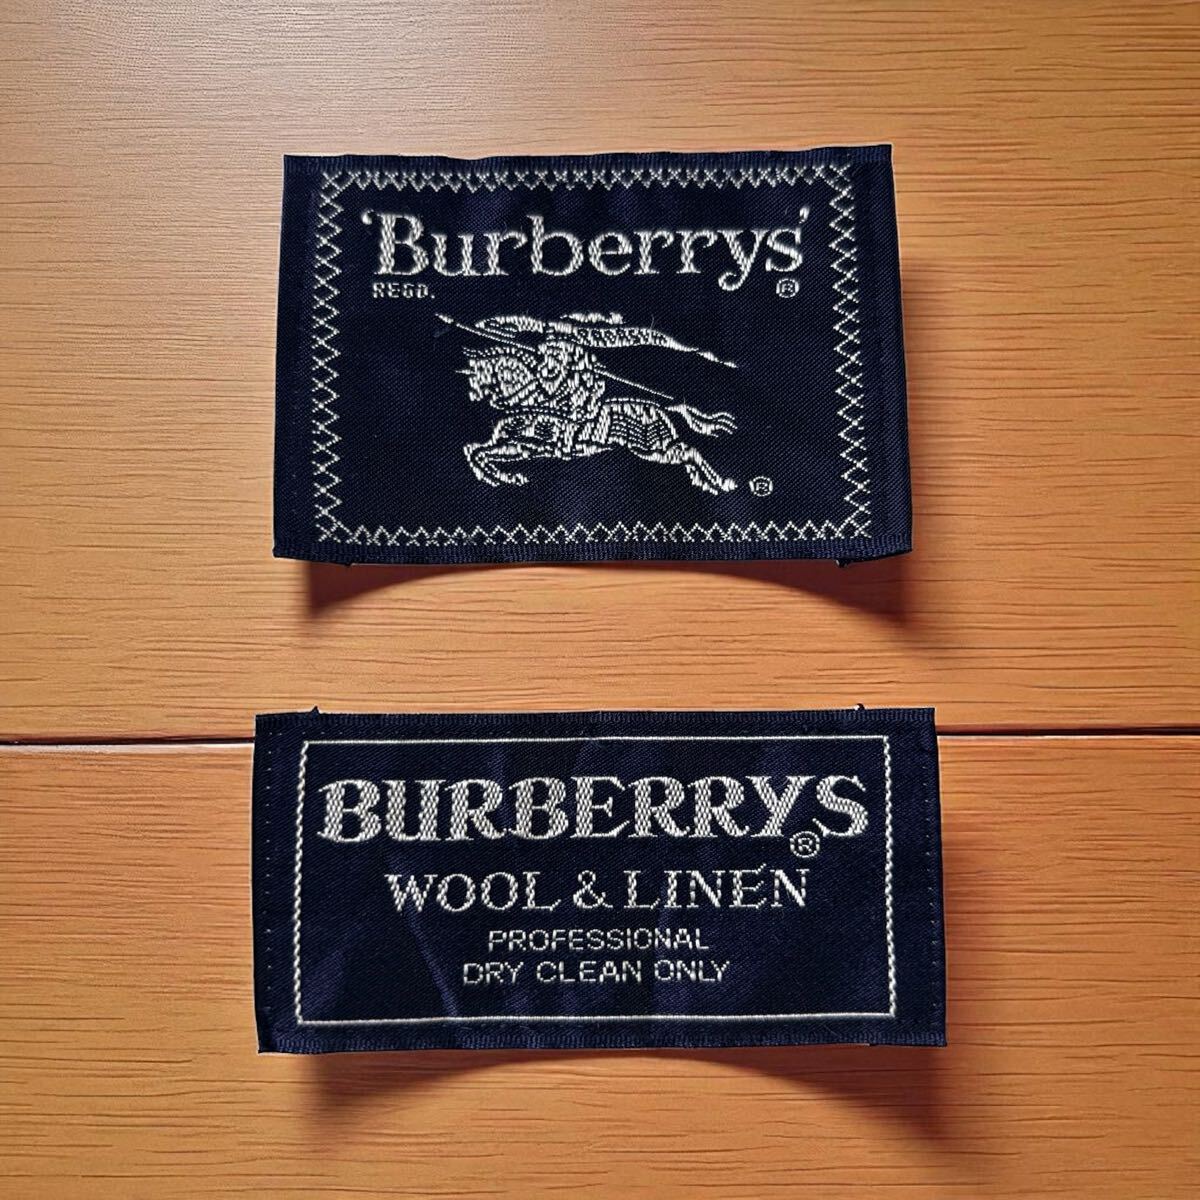 ‘Burberrys’
REGD. ®
®
BURBERRYS®
WOOL & LINEN
PROFESSIONAL
DRY CLEAN ONLY